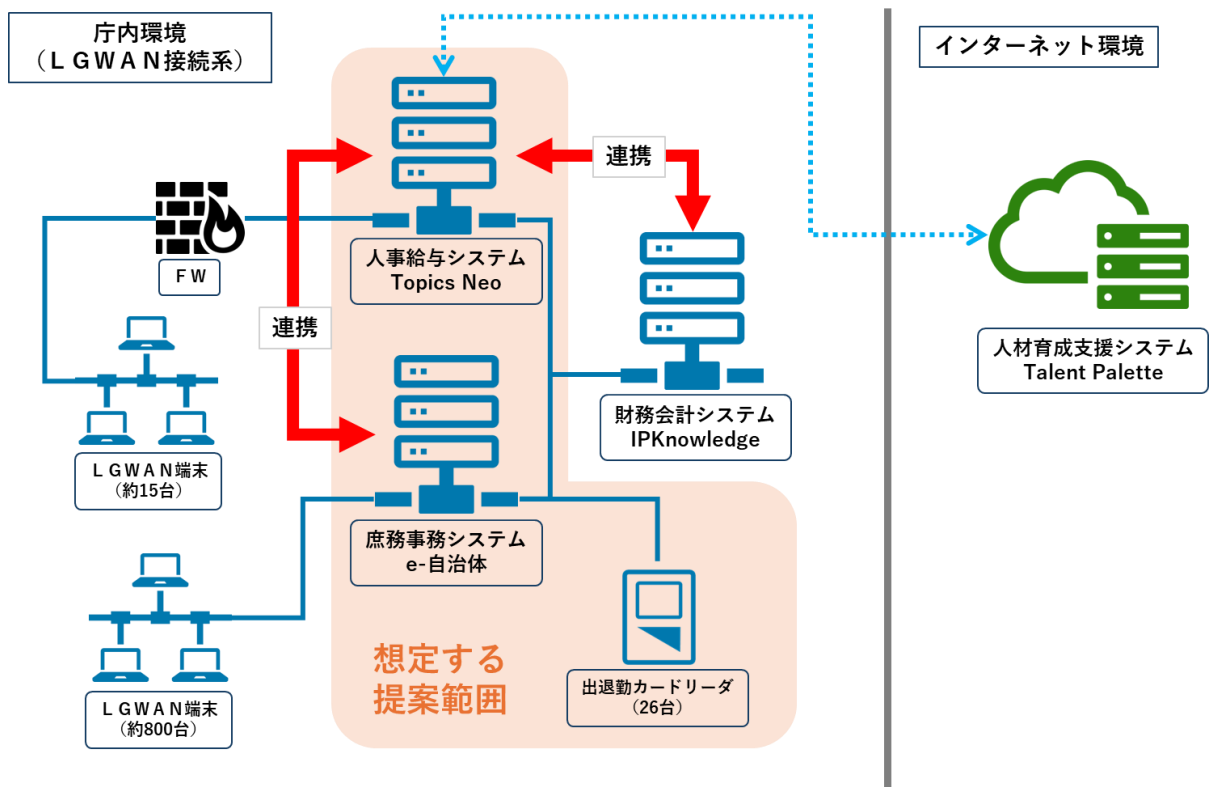 庁内環境
（ＬＧＷＡＮ接続系）
インターネット環境
連携
ＦＷ
人事給与システム
Topics Neo
連携
人材育成支援システム
Talent Palette
財務会計システム
IPKnowledge
ＬＧＷＡＮ端末
（約15台）
庶務事務システム
e-自治体
想定する
提案範囲
出退勤カードリーダ
（26台）
ＬＧＷＡＮ端末
（約800台）